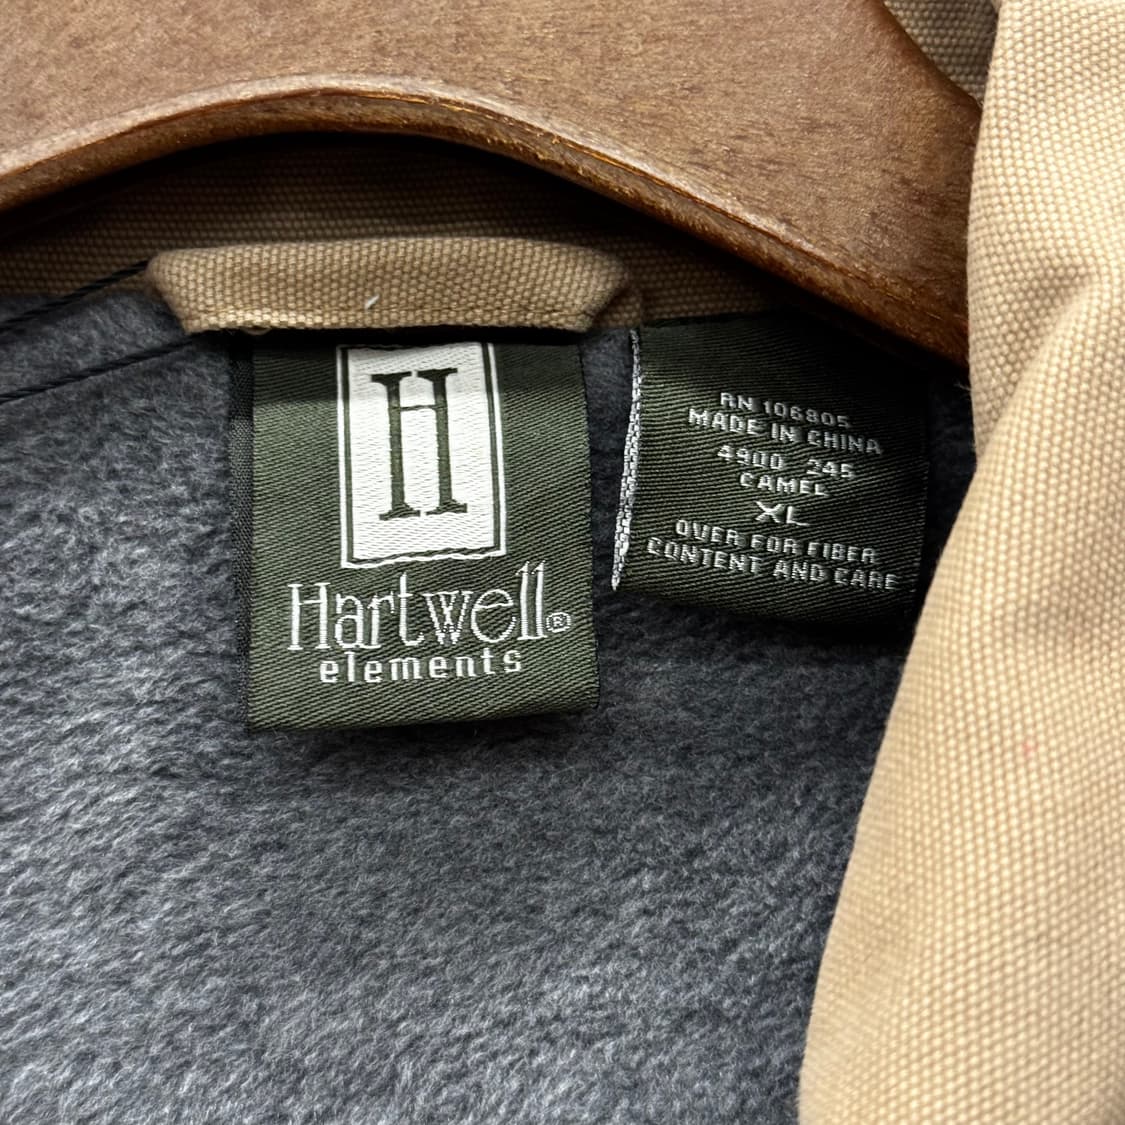 H
Hartwell®
elements
RN 106805
MADE IN CHINA
4900 245
CAMEL
XL
OVER FOR FIBER
CONTENT AND CARE